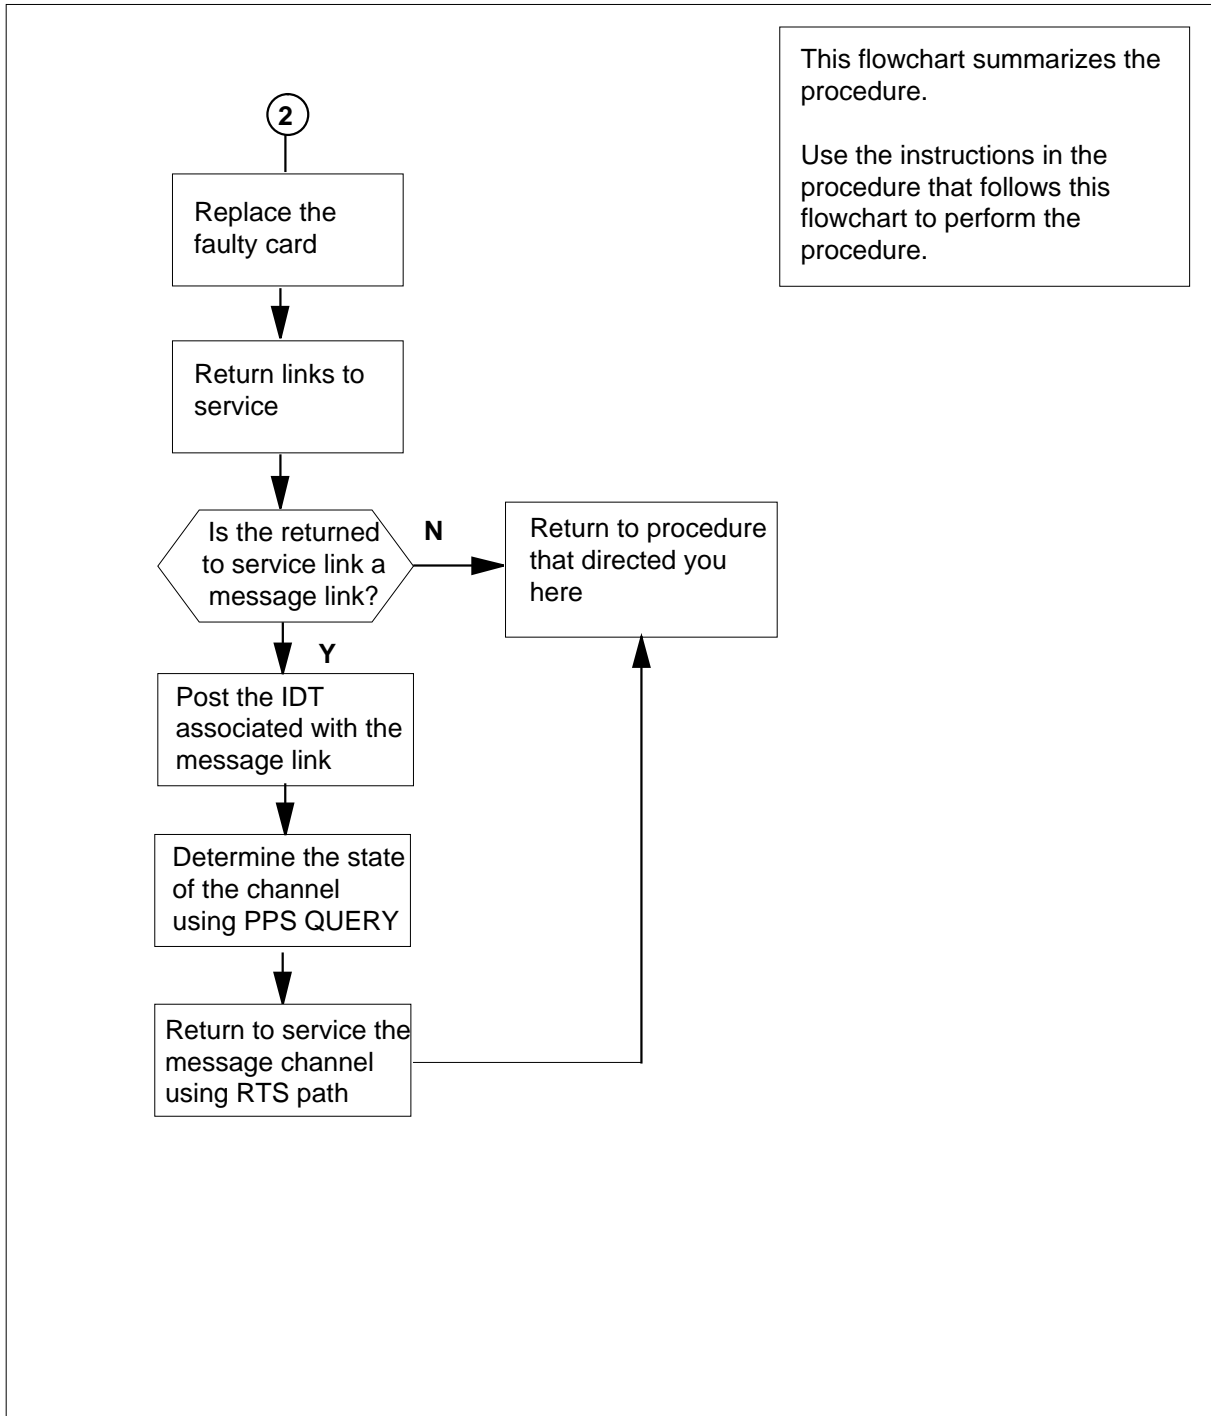 This flowchart summarizes the
procedure.
Use the instructions in the
procedure that follows this
flowchart to perform the
procedure.
2
Replace the
faulty card
Return links to
service
Is the returned
to service link a
message link?
N
Return to procedure
that directed you
here
Y
Post the IDT
associated with the
message link
Determine the state
of the channel
using PPS QUERY
Return to service the
message channel
using RTS path